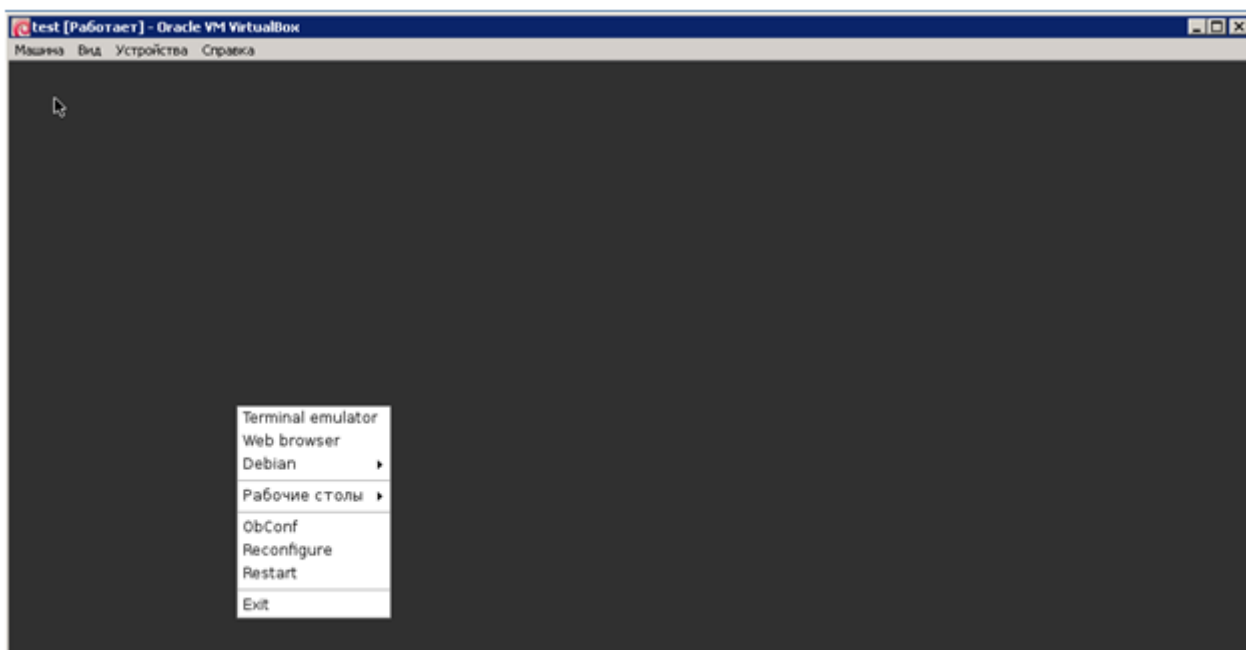 test [Работает] - Oracle VM VirtualBox
Машина Вид Устройства Справка
Terminal emulator
Web browser
Debian
Рабочие столы
ObConf
Reconfigure
Restart
Exit